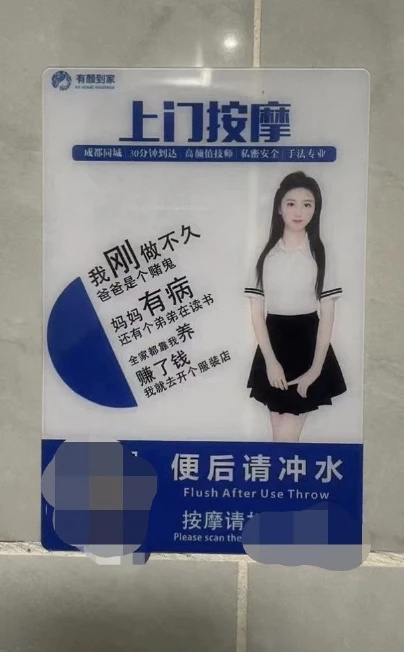 有颜到家
上门按摩
成都同城 30分钟到达 高颜值技师 私密安全 手法专业
我刚做不久
爸爸是个赌鬼
妈妈有病
还有个弟弟在读书
全家都靠我养
赚了钱
我就去开个服装店
便后请冲水
Flush After Use Throw
按摩请
Please scan the